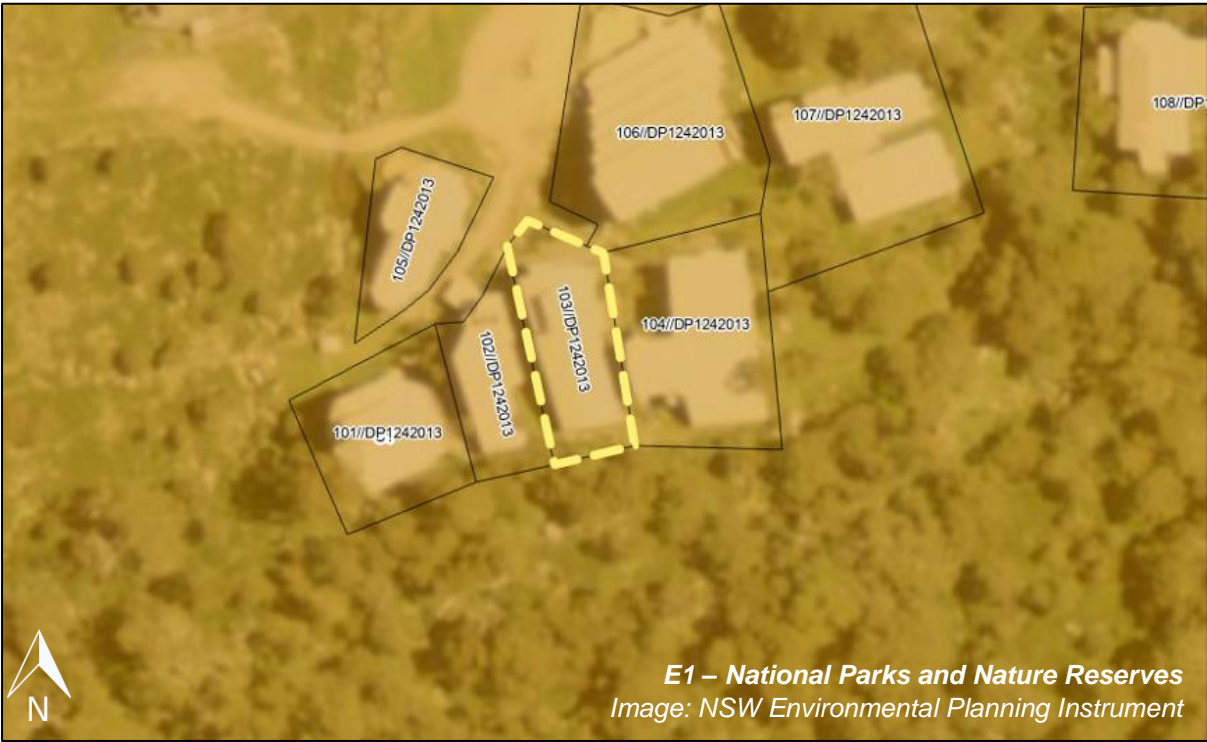 106//DP1242013
107//DP1242013
108//DP
105//DP1242013
103//DP1242013
104//DP1242013
102//DP1242013
101//DP1242013
N
E1 – National Parks and Nature Reserves
Image: NSW Environmental Planning Instrument